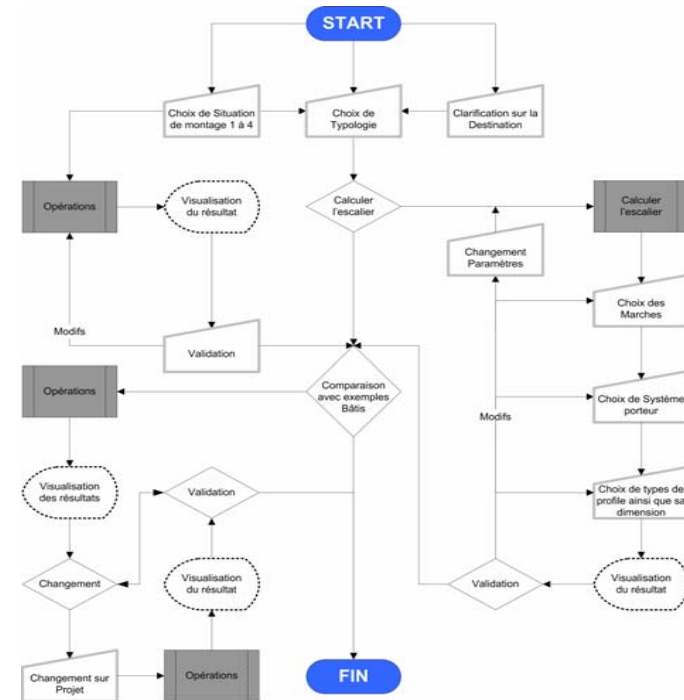 START
Choix de Situation
de montage 1 à 4
Choix de
Typologie
Clarification sur la
Destination
Opérations
Visualisation
du résultat
Calculer
l'escalier
Calculer
l'escalier
Changement
Paramètres
Choix des
Marches
Modifs
Validation
Comparaison
avec exemples
Bâtis
Opérations
Modifs
Choix de Système
porteur
Visualisation
des résultats
Validation
Choix de types de
profile ainsi que sa
dimension
Changement
Visualisation
du résultat
Validation
Visualisation
du résultat
Changement sur
Projet
Opérations
FIN